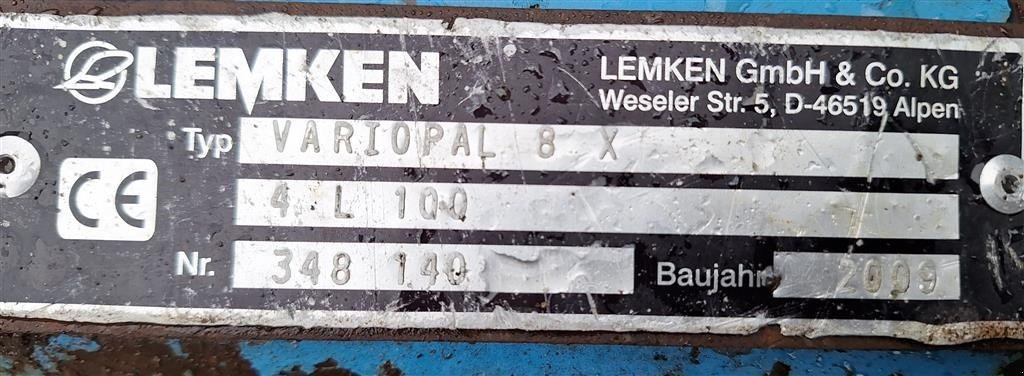 LEMKEN
LEMKEN GmbH & Co. KG
Weseler Str. 5, D-46519 Alpen
Typ VARIOPAL 8 X
4 L 100
CE
Nr. 348 140 Baujahr 2009